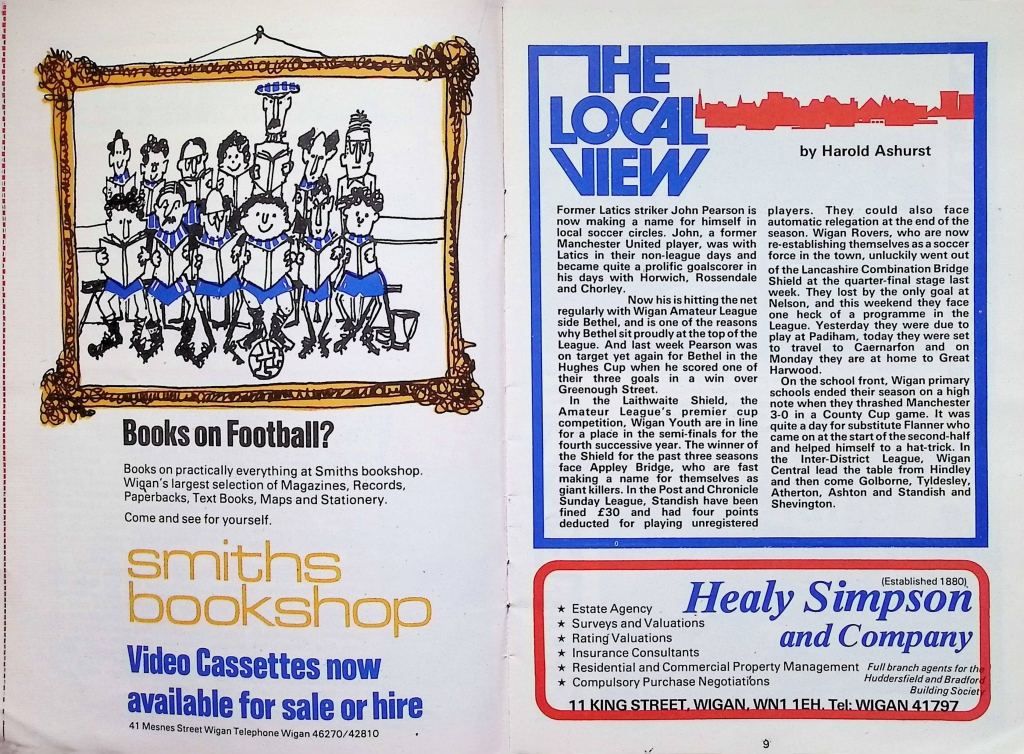 Books on Football?
Books on practically everything at Smiths bookshop.
Wigan's largest selection of Magazines, Records,
Paperbacks, Text Books, Maps and Stationery.
Come and see for yourself.
smiths
bookshop
Video Cassettes now
available for sale or hire
41 Mesnes Street Wigan Telephone Wigan 46270/42810
THE
LOCAL
VIEW
by Harold Ashurst
Former Latics striker John Pearson is
now making a name for himself in
local soccer circles. John, a former
Manchester United player, was with
Latics in their non-league days and
became quite a prolific goalscorer in
his days with Horwich, Rossendale
and Chorley.
Now his is hitting the net
regularly with Wigan Amateur League
side Bethel, and is one of the reasons
why Bethel sit proudly at the top of the
League. And last week Pearson was
on target yet again for Bethel in the
Hughes Cup when he scored one of
their three goals in a win over
Greenough Street.
In the Laithwaite Shield, the
Amateur League's premier cup
competition, Wigan Youth are in line
for a place in the semi-finals for the
fourth successive year. The winner of
the Shield for the past three seasons
face Appley Bridge, who are fast
making a name for themselves as
giant killers. In the Post and Chronicle
Sunday League, Standish have been
fined £30 and had four points
deducted for playing unregistered
players. They could also face
automatic relegation at the end of the
season. Wigan Rovers, who are now
re-establishing themselves as a soccer
force in the town, unluckily went out
of the Lancashire Combination Bridge
Shield at the quarter-final stage last
week. They lost by the only goal at
Nelson, and this weekend they face
one heck of a programme in the
League. Yesterday they were due to
play at Padiham, today they were set
to travel to Caernarfon and on
Monday they are at home to Great
Harwood.
On the school front, Wigan primary
schools ended their season on a high
note when they thrashed Manchester
3-0 in a County Cup game. It was
quite a day for substitute Flanner who
came on at the start of the second-half
and helped himself to a hat-trick. In
the Inter-District League, Wigan
Central lead the table from Hindley
and then come Golborne, Tyldesley,
Atherton, Ashton and Standish and
Shevington.
(Established 1880)
Healy Simpson
and Company
★ Estate Agency
★ Surveys and Valuations
★ Rating Valuations
★ Insurance Consultants
★ Residential and Commercial Property Management
★ Compulsory Purchase Negotiations
Full branch agents for the
Huddersfield and Bradford
Building Society
11 KING STREET, WIGAN, WN1 1EH. Tel: WIGAN 41797
9